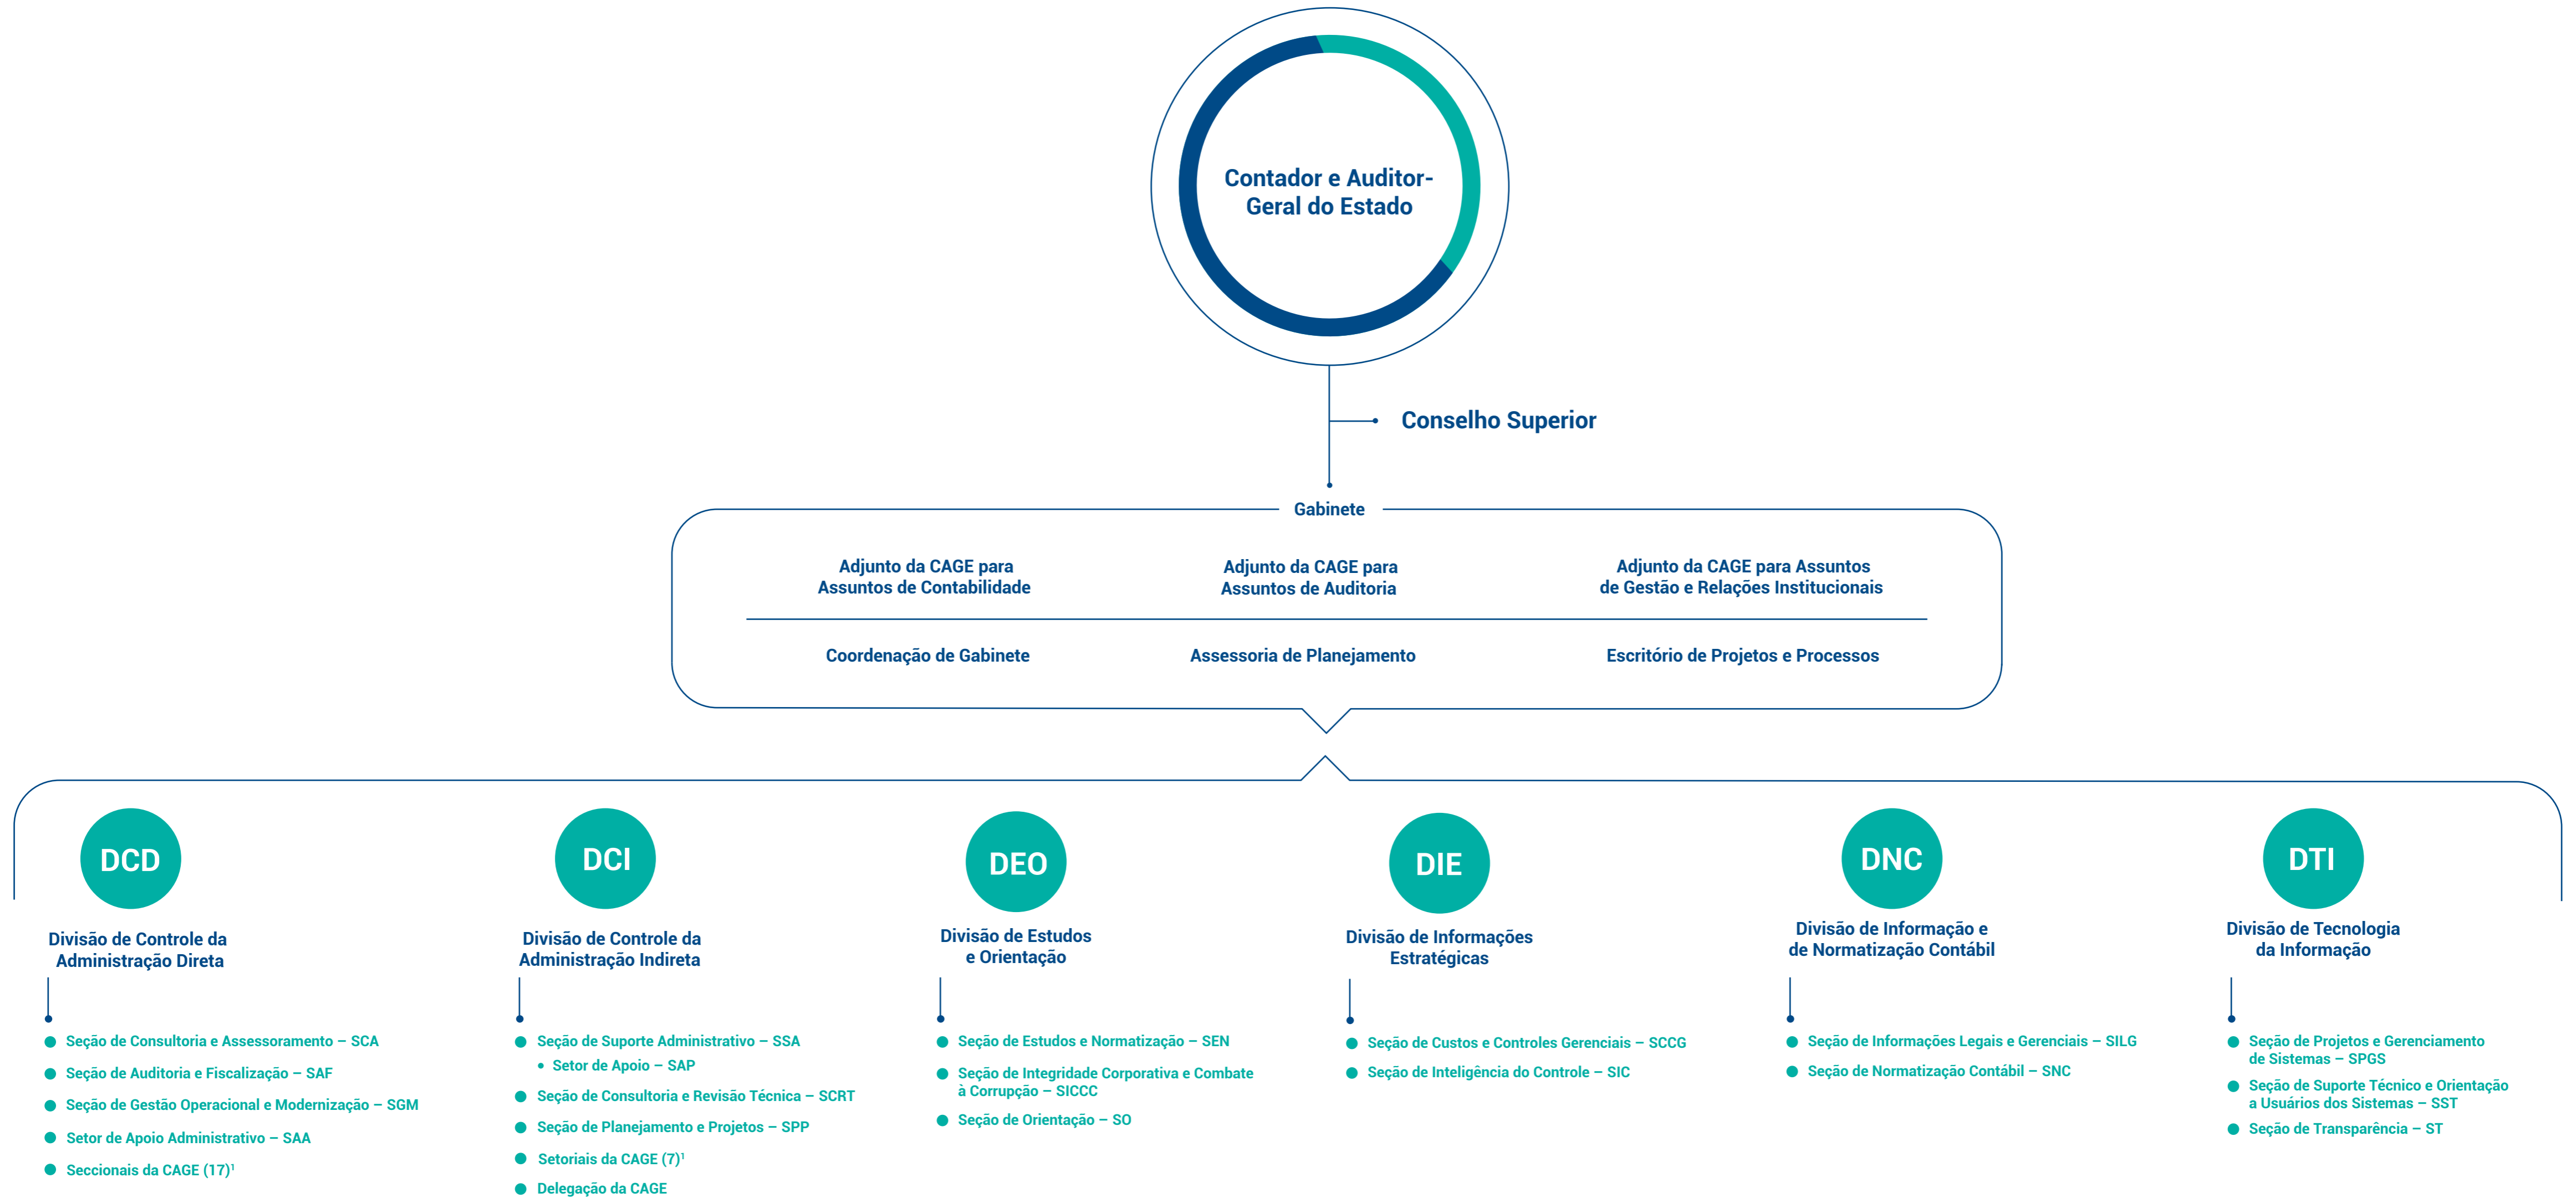 Contador e Auditor-
Geral do Estado
Conselho Superior
Gabinete
Adjunto da CAGE para
Assuntos de Contabilidade
Adjunto da CAGE para
Assuntos de Auditoria
Adjunto da CAGE para Assuntos
de Gestão e Relações Institucionais
Coordenação de Gabinete
Assessoria de Planejamento
Escritório de Projetos e Processos
DCD
Divisão de Controle da
Administração Direta
Seção de Consultoria e Assessoramento – SCA
Seção de Auditoria e Fiscalização – SAF
Seção de Gestão Operacional e Modernização – SGM
Setor de Apoio Administrativo – SAA
Seccionais da CAGE (17)¹
DCI
Divisão de Controle da
Administração Indireta
Seção de Suporte Administrativo – SSA
• Setor de Apoio – SAP
Seção de Consultoria e Revisão Técnica – SCRT
Seção de Planejamento e Projetos – SPP
Setoriais da CAGE (7)¹
Delegação da CAGE
DEO
Divisão de Estudos
e Orientação
Seção de Estudos e Normatização – SEN
Seção de Integridade Corporativa e Combate
à Corrupção – SICCC
Seção de Orientação – SO
DIE
Divisão de Informações
Estratégicas
Seção de Custos e Controles Gerenciais – SCCG
Seção de Inteligência do Controle – SIC
DNC
Divisão de Informação e
de Normatização Contábil
Seção de Informações Legais e Gerenciais – SILG
Seção de Normatização Contábil – SNC
DTI
Divisão de Tecnologia
da Informação
Seção de Projetos e Gerenciamento
de Sistemas – SPGS
Seção de Suporte Técnico e Orientação
a Usuários dos Sistemas – SST
Seção de Transparência – ST